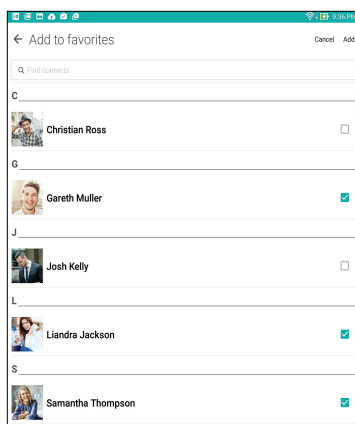 9:36 PM
Add to favorites
Cancel Add
Find contacts
C
Christian Ross
G
Gareth Muller
J
Josh Kelly
L
Liandra Jackson
S
Samantha Thompson